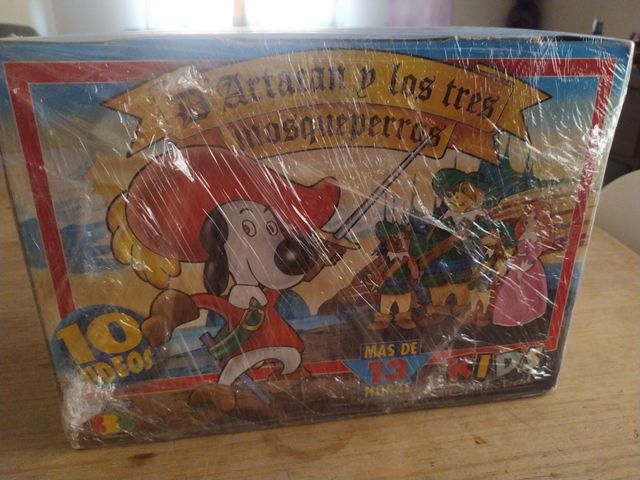 D'Artacan y los tres
mosqueperros
10
VIDEOS
MAS DE
13
HORAS
KIDS